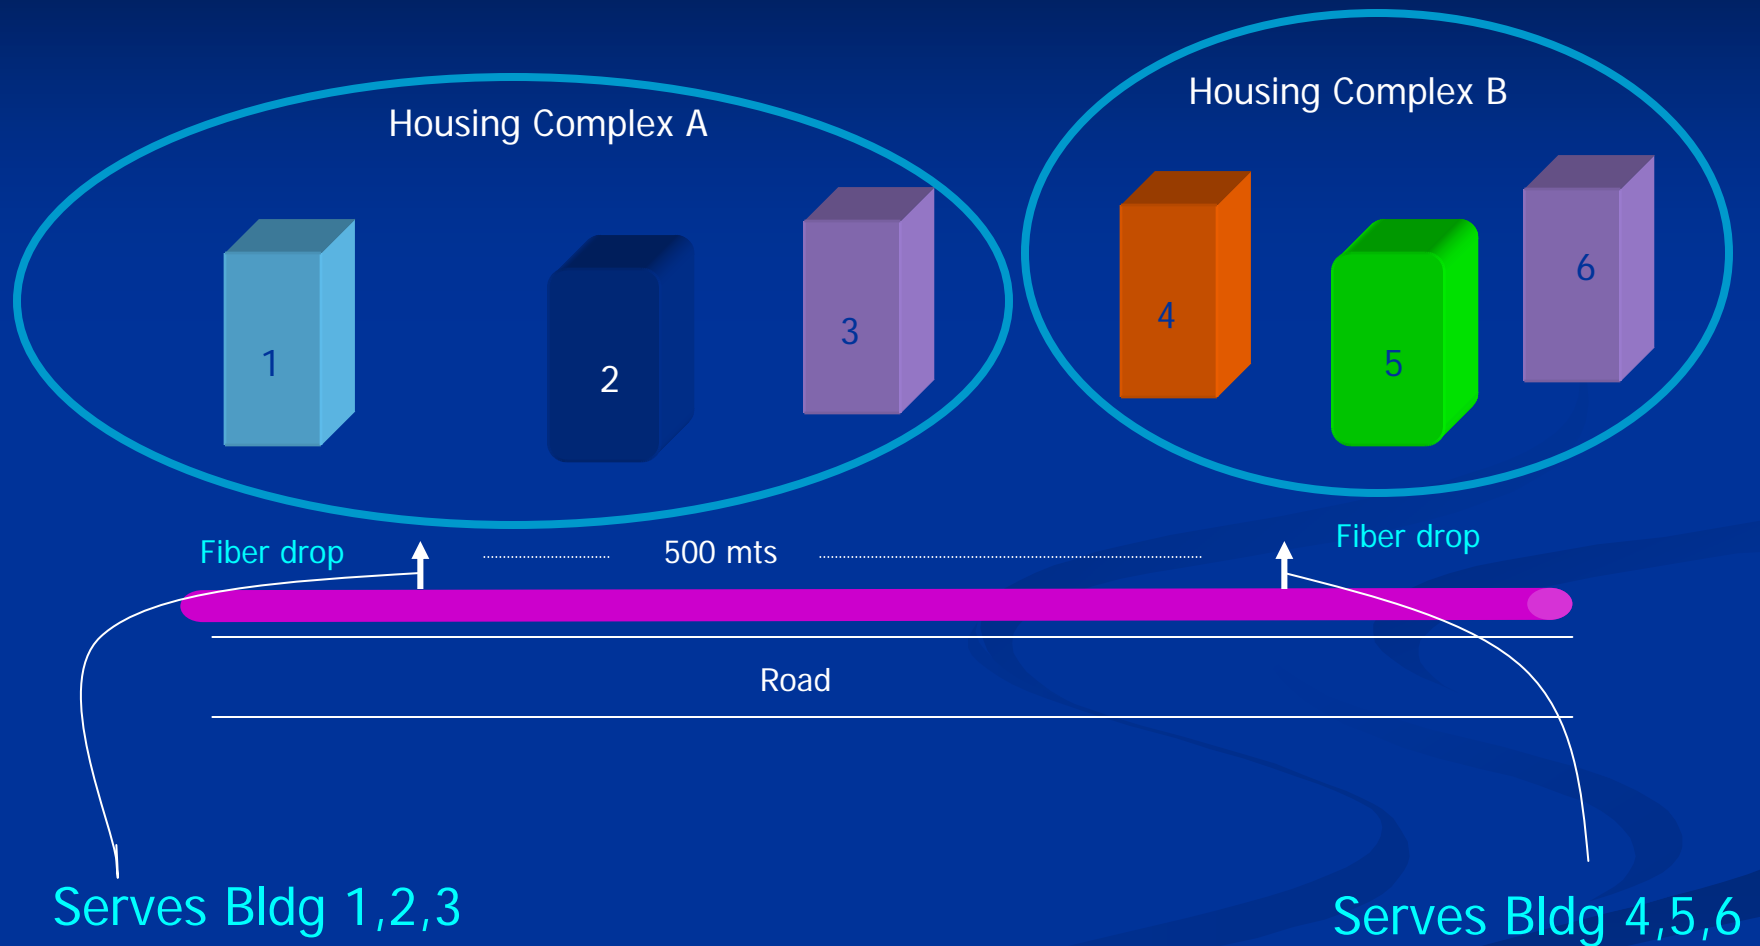 Housing Complex A
Housing Complex B
1
2
3
4
5
6
Fiber drop
500 mts
Fiber drop
Road
Serves Bldg 1,2,3
Serves Bldg 4,5,6